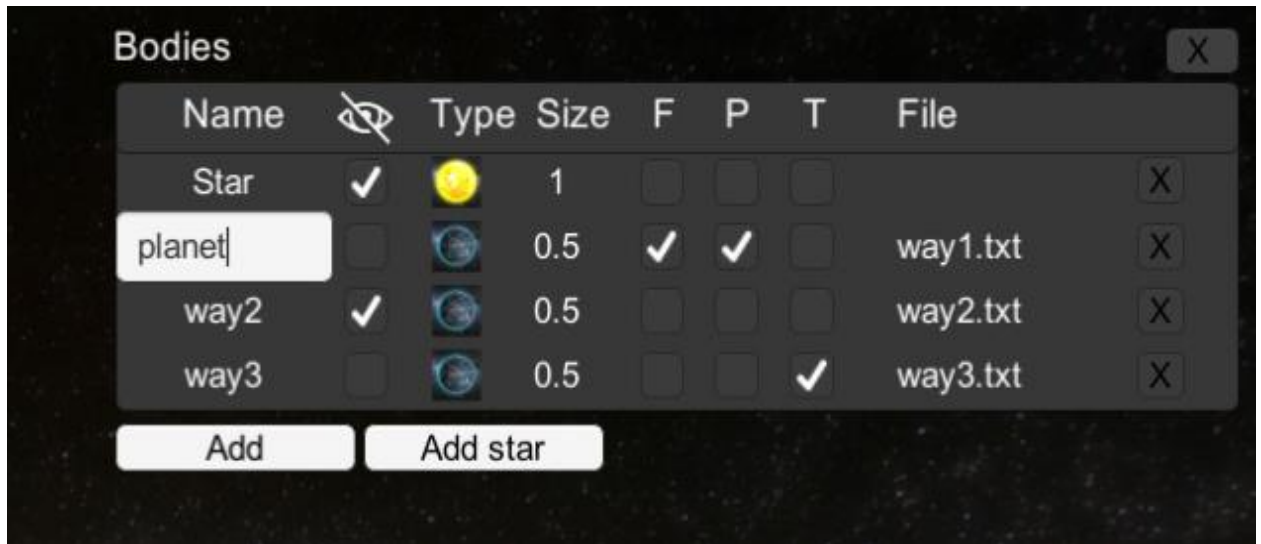 Bodies X
Name Type Size F P T File
Star 1 X
planet 0.5 way1.txt X
way2 0.5 way2.txt X
way3 0.5 way3.txt X
Add Add star